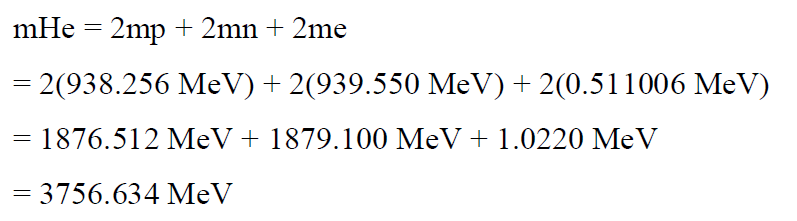 mHe = 2mp + 2mn + 2me
= 2(938.256 MeV) + 2(939.550 MeV) + 2(0.511006 MeV)
= 1876.512 MeV + 1879.100 MeV + 1.0220 MeV
= 3756.634 MeV